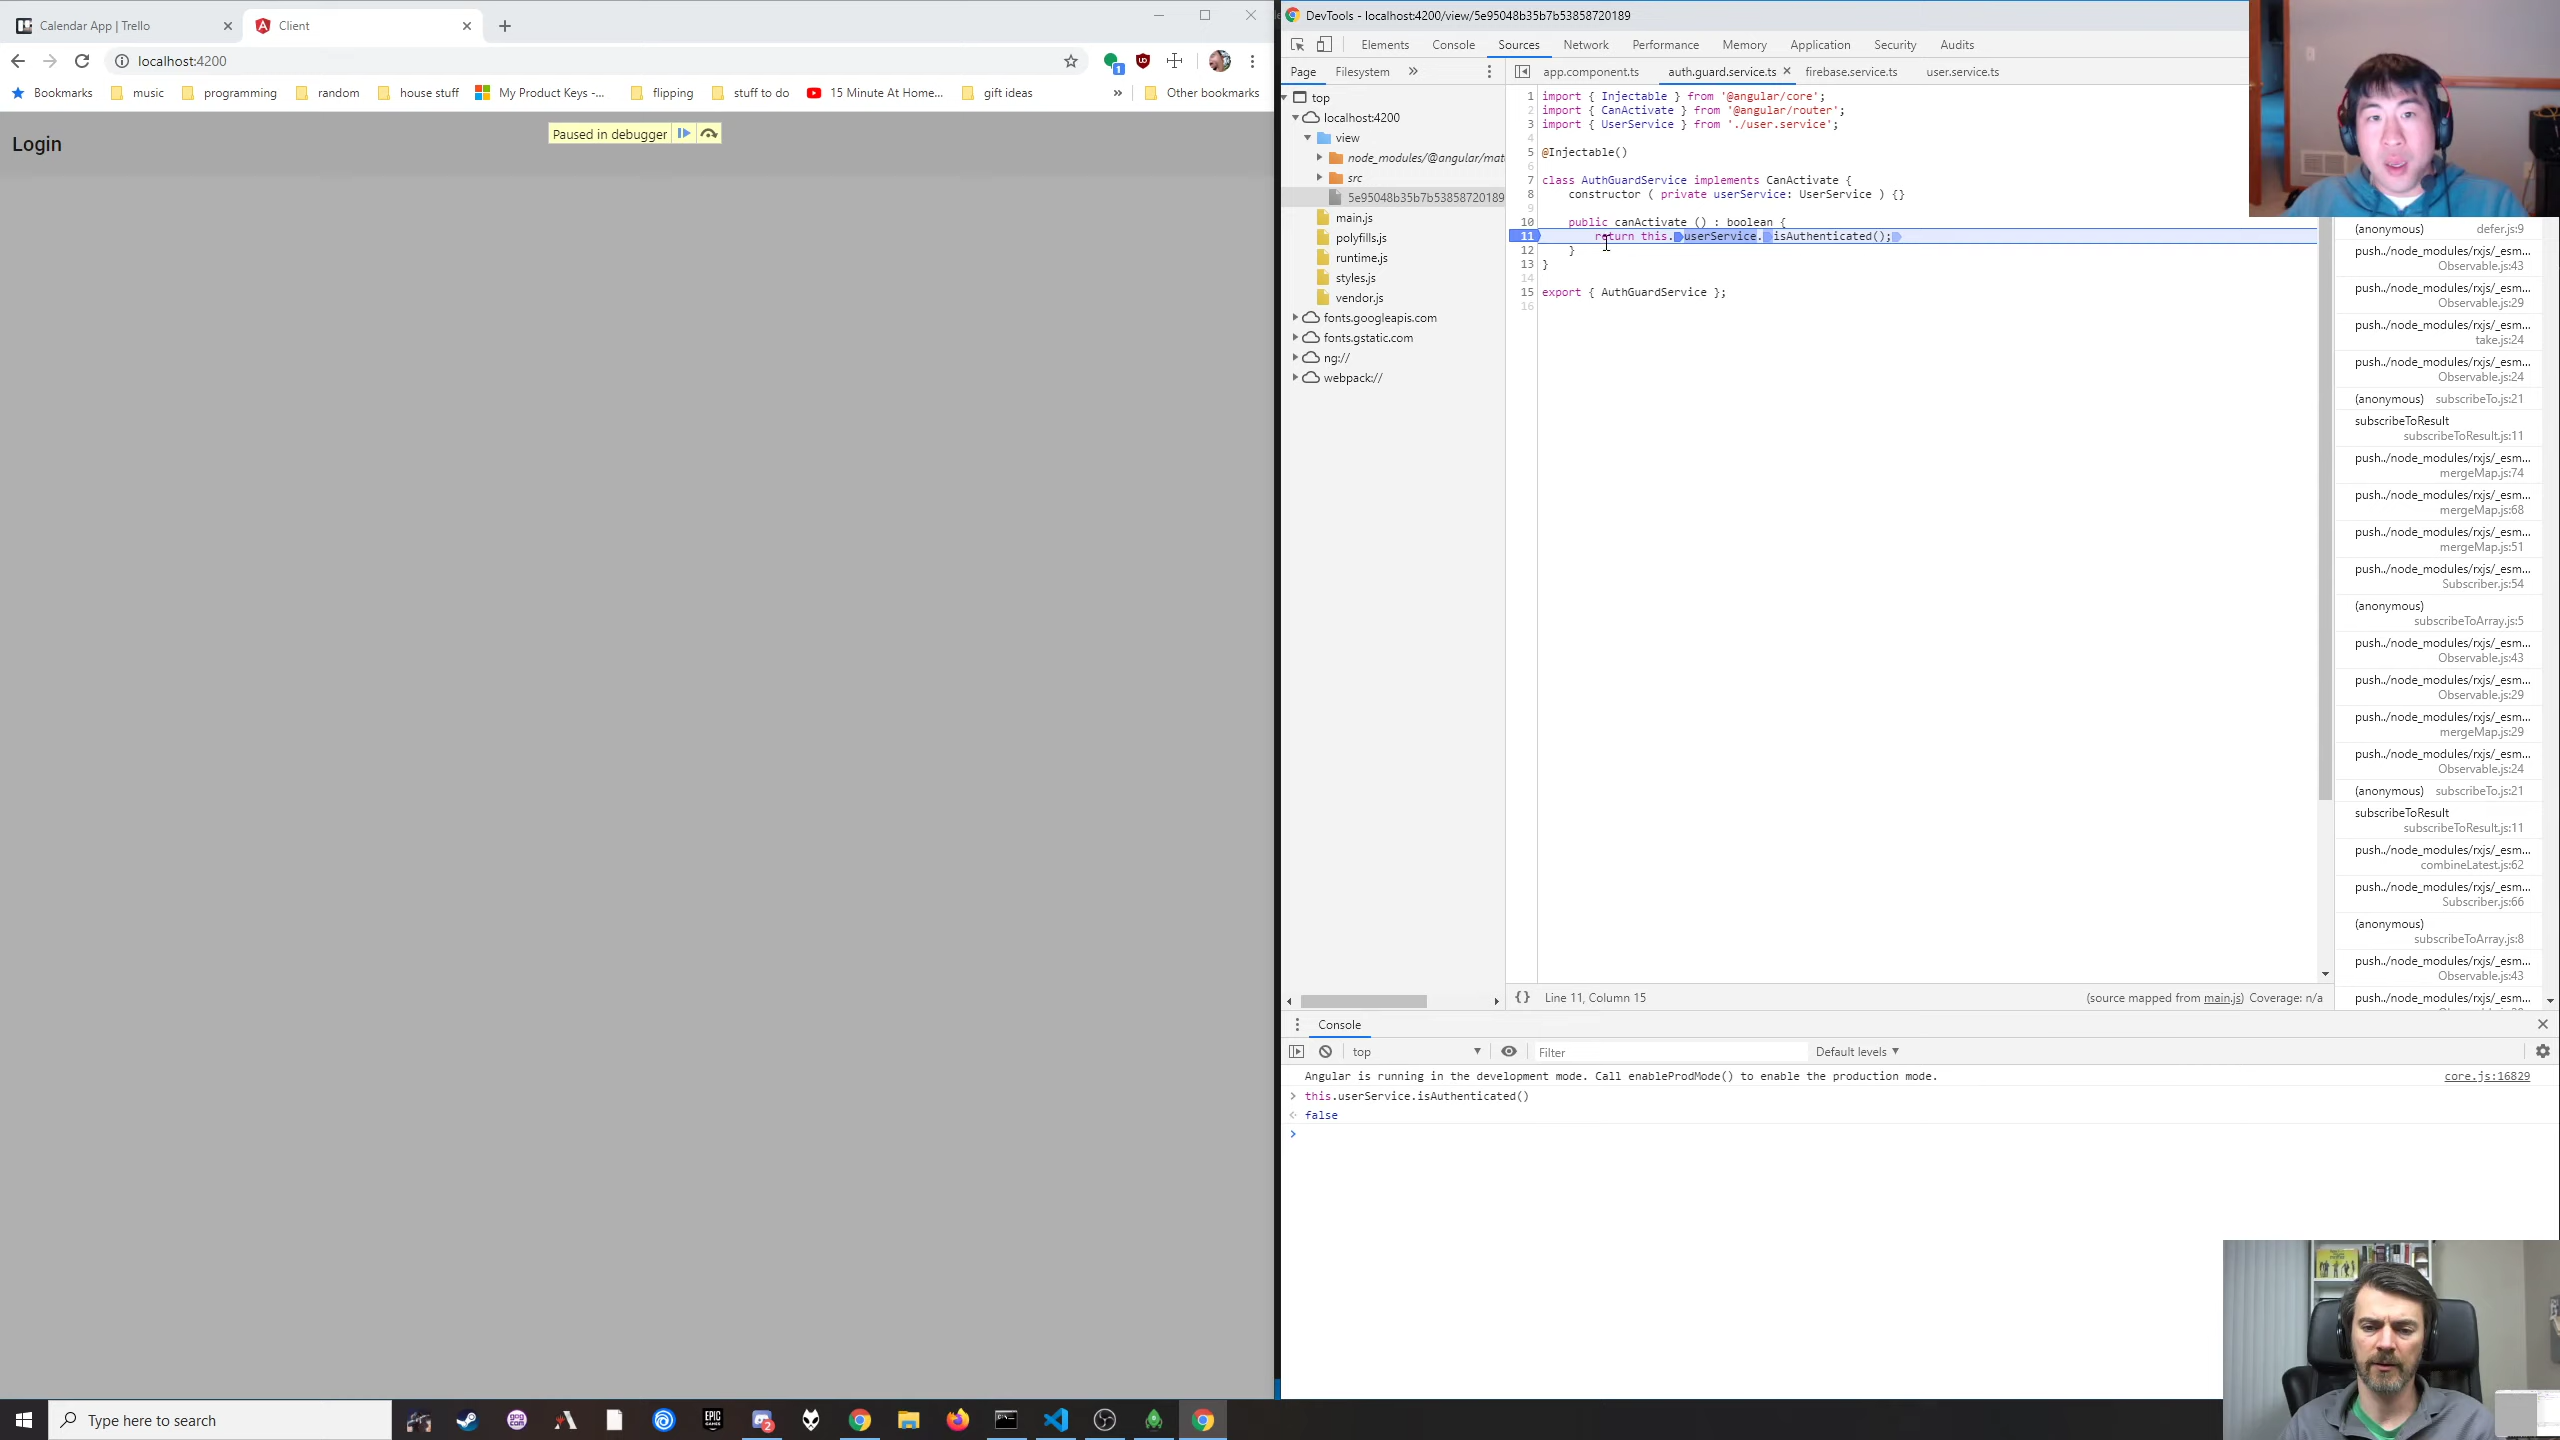 Calendar App | Trello
Client
localhost:4200
Bookmarks
music
programming
random
house stuff
My Product Keys -...
flipping
stuff to do
15 Minute At Home...
gift ideas
»
Other bookmarks
Login
Paused in debugger
DevTools - localhost:4200/view/5e95048b35b7b53858720189
Elements
Console
Sources
Network
Performance
Memory
Application
Security
Audits
Page
Filesystem
»
app.component.ts
auth.guard.service.ts
firebase.service.ts
user.service.ts
top
localhost:4200
view
node_modules/@angular/mat
src
5e95048b35b7b53858720189
main.js
polyfills.js
runtime.js
styles.js
vendor.js
fonts.googleapis.com
fonts.gstatic.com
ng://
webpack://
1 import { Injectable } from '@angular/core';
2 import { CanActivate } from '@angular/router';
3 import { UserService } from './user.service';
4
5 @Injectable()
6
7 class AuthGuardService implements CanActivate {
8 constructor ( private userService: UserService ) {}
9
10 public canActivate () : boolean {
11 return this.userService.isAuthenticated();
12 }
13 }
14
15 export { AuthGuardService };
16
{} Line 11, Column 15
(source mapped from main.js) Coverage: n/a
(anonymous) defer.js:9
push../node_modules/rxjs/_esm...
Observable.js:43
push../node_modules/rxjs/_esm...
Observable.js:29
push../node_modules/rxjs/_esm...
take.js:24
push../node_modules/rxjs/_esm...
Observable.js:24
(anonymous) subscribeTo.js:21
subscribeToResult
subscribeToResult.js:11
push../node_modules/rxjs/_esm...
mergeMap.js:74
push../node_modules/rxjs/_esm...
mergeMap.js:68
push../node_modules/rxjs/_esm...
mergeMap.js:51
push../node_modules/rxjs/_esm...
Subscriber.js:54
(anonymous)
subscribeToArray.js:5
push../node_modules/rxjs/_esm...
Observable.js:43
push../node_modules/rxjs/_esm...
Observable.js:29
push../node_modules/rxjs/_esm...
mergeMap.js:29
push../node_modules/rxjs/_esm...
Observable.js:24
(anonymous) subscribeTo.js:21
subscribeToResult
subscribeToResult.js:11
push../node_modules/rxjs/_esm...
combineLatest.js:62
push../node_modules/rxjs/_esm...
Subscriber.js:66
(anonymous)
subscribeToArray.js:8
push../node_modules/rxjs/_esm...
Observable.js:43
push../node_modules/rxjs/_esm...
Console
top
Filter
Default levels
Angular is running in the development mode. Call enableProdMode() to enable the production mode.
core.js:16829
> this.userService.isAuthenticated()
false
>
Type here to search
gog
com
EPIC
GAMES
2